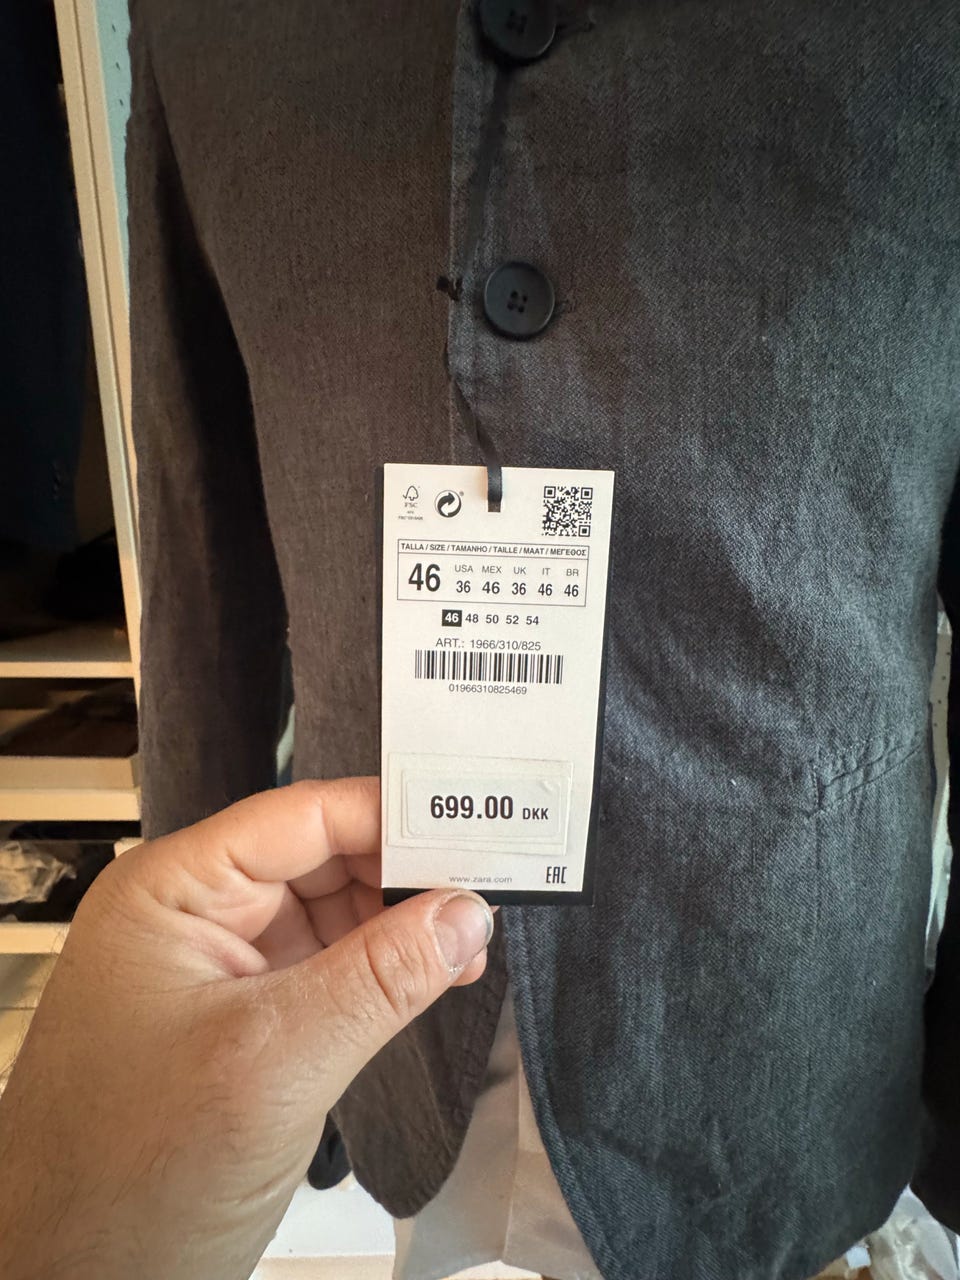 FSC
TALLA / SIZE / TAMANHO / TAILLE / MAAT / ΜΕΓΕΘΟΣ
46
USA MEX UK IT BR
36 46 36 46 46
46 48 50 52 54
ART.: 1966/310/825
01966310825469
699.00 DKK
www.zara.com
EAC